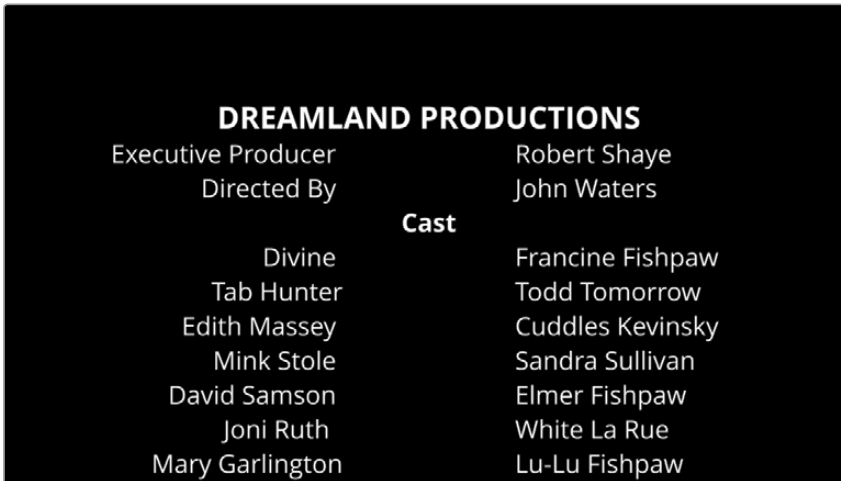 DREAMLAND PRODUCTIONS
Executive Producer Robert Shaye
Directed By John Waters
Cast
Divine Francine Fishpaw
Tab Hunter Todd Tomorrow
Edith Massey Cuddles Kevinsky
Mink Stole Sandra Sullivan
David Samson Elmer Fishpaw
Joni Ruth White La Rue
Mary Garlington Lu-Lu Fishpaw